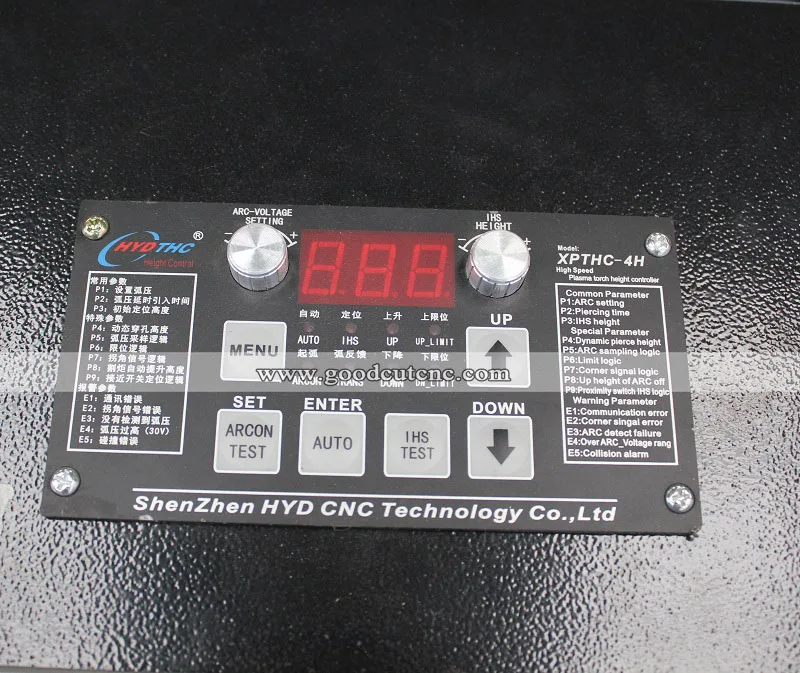 HYDTHC®
Height Control
ARC-VOLTAGE
SETTING
- +
IHS
HEIGHT
- +
Model:
XPTHC-4H
High Speed
Plasma torch height controller
888
常用参数
P1: 设置弧压
P2: 弧压延时引入时间
P3: 初始定位高度
特殊参数
P4: 动态穿孔高度
P5: 弧压采样逻辑
P6: 限位逻辑
P7: 拐角信号逻辑
P8: 割炬自动提升高度
P9: 接近开关定位逻辑
报警参数
E1: 通讯错误
E2: 拐角信号错误
E3: 没有检测到弧压
E4: 弧压过高 (30V)
E5: 碰撞错误
自动 定位 上升 上限位
AUTO IHS UP UP_LIMIT
起弧 弧反馈 下降 下限位
ARCON TRANS DOWN DW_LIMIT
MENU
UP
SET
ENTER
DOWN
ARCON
TEST
AUTO
IHS
TEST
Common Parameter
P1:ARC setting
P2:Piercing time
P3:IHS height
Special Parameter
P4:Dynamic pierce height
P5:ARC sampling logic
P6:Limit logic
P7:Corner signal logic
P8:Up height of ARC off
P9:Proximity switch IHS logic
Warning Parameter
E1:Communication error
E2:Corner singal error
E3:ARC detect failure
E4:Over ARC_Voltage rang
E5:Collision alarm
www.goodcutcnc.com
ShenZhen HYD CNC Technology Co.,Ltd